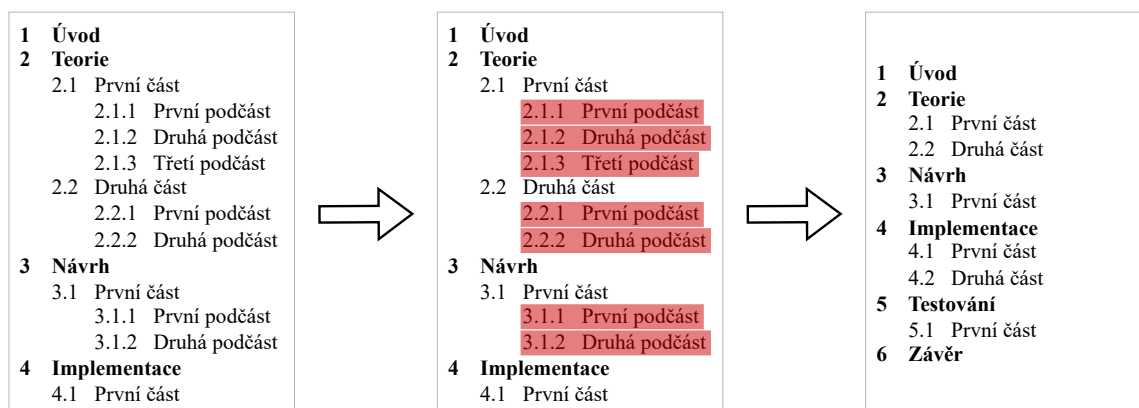 1 Úvod
2 Teorie
2.1 První část
2.1.1 První podčást
2.1.2 Druhá podčást
2.1.3 Třetí podčást
2.2 Druhá část
2.2.1 První podčást
2.2.2 Druhá podčást
3 Návrh
3.1 První část
3.1.1 První podčást
3.1.2 Druhá podčást
4 Implementace
4.1 První část
1 Úvod
2 Teorie
2.1 První část
2.1.1 První podčást
2.1.2 Druhá podčást
2.1.3 Třetí podčást
2.2 Druhá část
2.2.1 První podčást
2.2.2 Druhá podčást
3 Návrh
3.1 První část
3.1.1 První podčást
3.1.2 Druhá podčást
4 Implementace
4.1 První část
1 Úvod
2 Teorie
2.1 První část
2.2 Druhá část
3 Návrh
3.1 První část
4 Implementace
4.1 První část
4.2 Druhá část
5 Testování
5.1 První část
6 Závěr